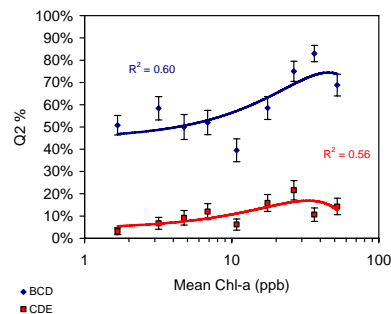 100%
90%
80%
70%
60%
50%
40%
30%
20%
10%
0%
Q2 %
R² = 0.60
R² = 0.56
1 10 100
Mean Chl-a (ppb)
BCD
CDE